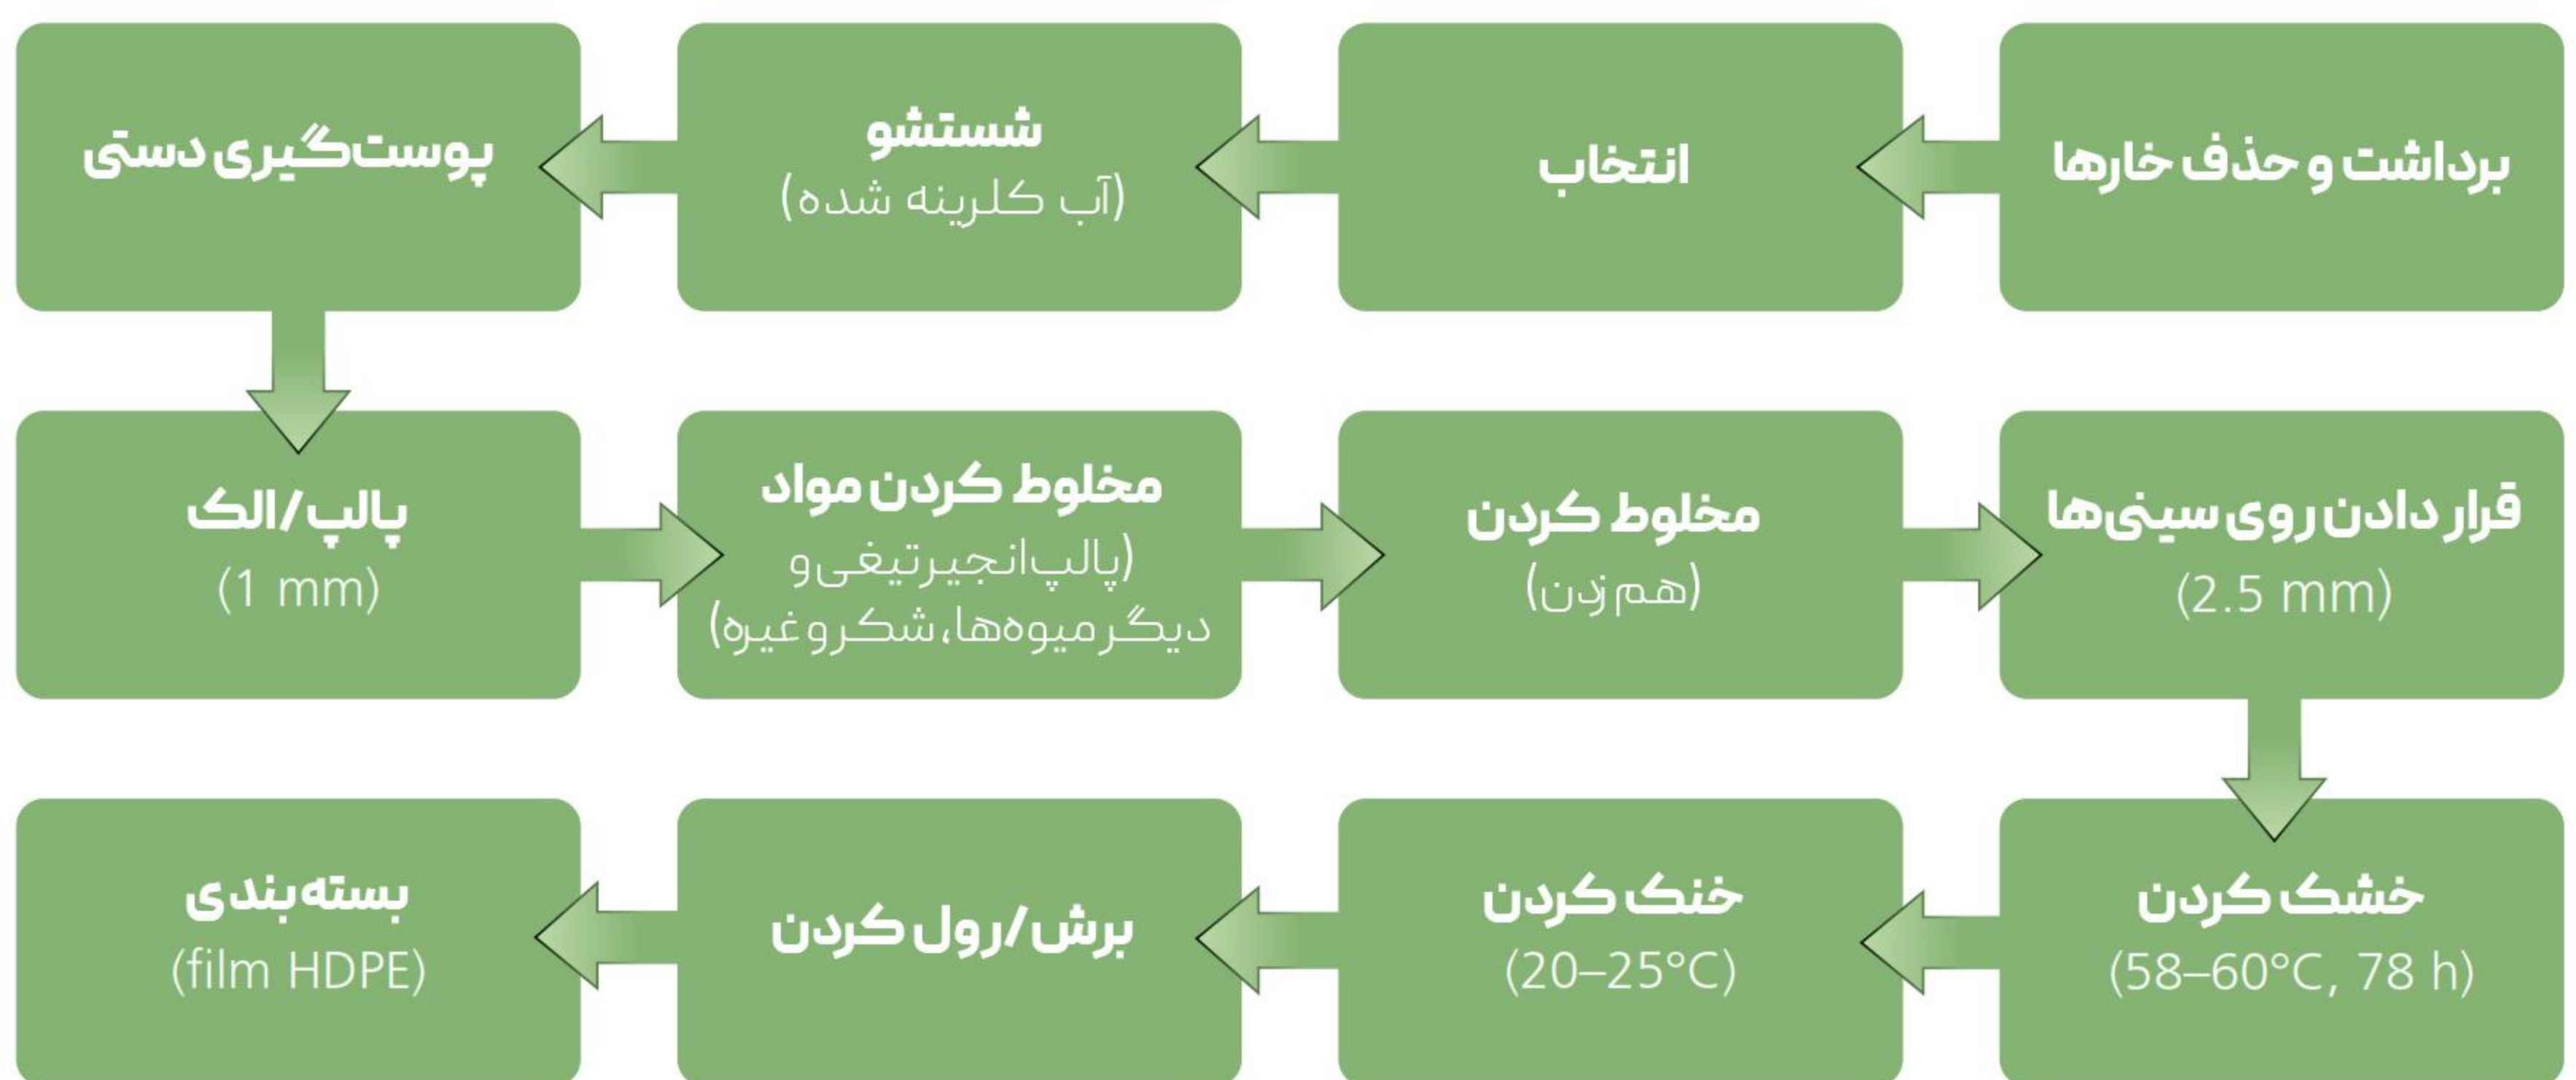 برداشت و حذف خارها
انتخاب
شستشو
(آب کلرینه شده)
پوست‌گیری دستی
پالپ/الک
(1 mm)
مخلوط کردن مواد
(پالپ انجیر تیغی و
دیگر میوه‌ها، شکر و غیره)
مخلوط کردن
(هم زدن)
قرار دادن روی سینی‌ها
(2.5 mm)
خشک کردن
(58–60°C, 78 h)
خنک کردن
(20–25°C)
برش/رول کردن
بسته‌بندی
(film HDPE)